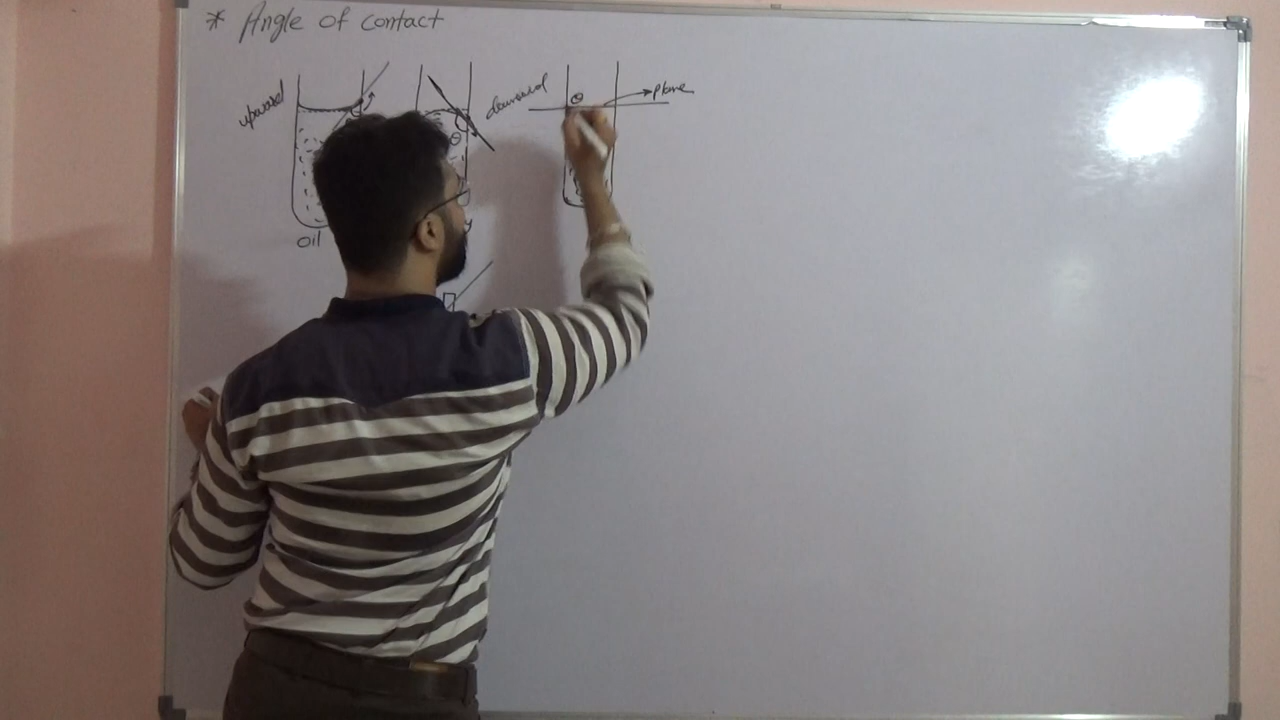 * Angle of contact
upward
downward
θ
plane
θ
oil